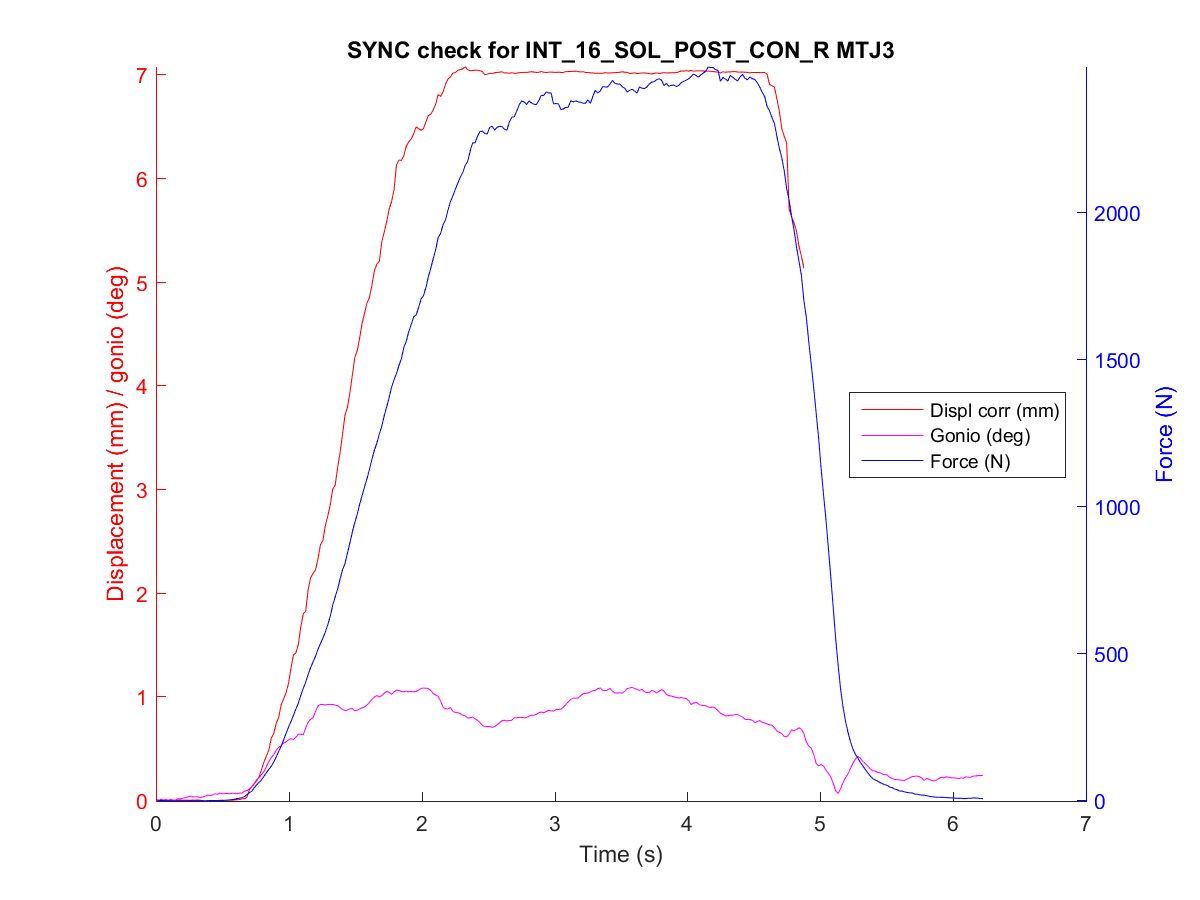 SYNC check for INT_16_SOL_POST_CON_R MTJ3
7
6
5
4
3
2
1
0
Displacement (mm) / gonio (deg)
2000
1500
1000
500
0
Force (N)
Displ corr (mm)
Gonio (deg)
Force (N)
0 1 2 3 4 5 6 7
Time (s)